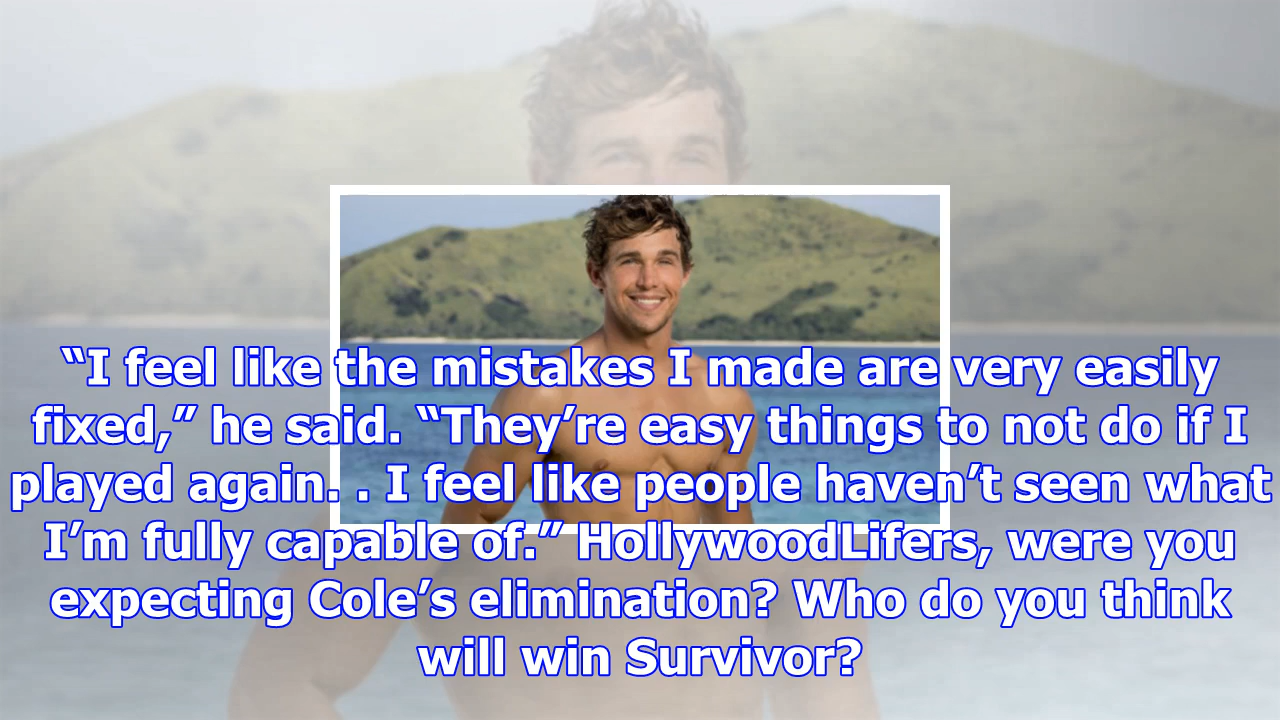 “I feel like the mistakes I made are very easily
fixed,” he said. “They’re easy things to not do if I
played again. . I feel like people haven’t seen what
I’m fully capable of.” HollywoodLifers, were you
expecting Cole’s elimination? Who do you think
will win Survivor?